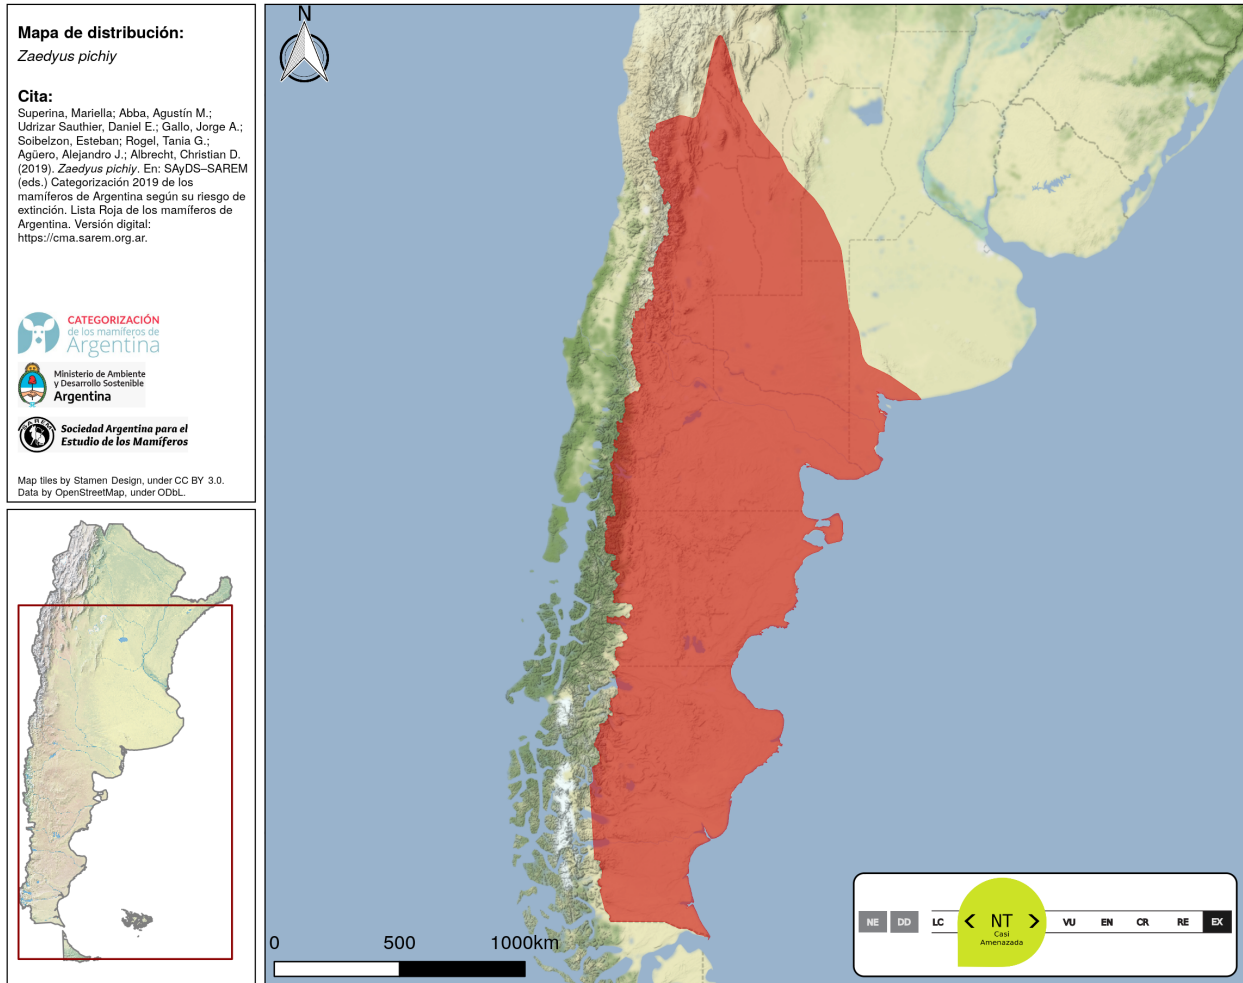 Mapa de distribución:
Zaedyus pichiy
Cita:
Superina, Mariella; Abba, Agustín M.;
Udrizar Sauthier, Daniel E.; Gallo, Jorge A.;
Soibelzon, Esteban; Rogel, Tania G.;
Agüero, Alejandro J.; Albrecht, Christian D.
(2019). Zaedyus pichiy. En: SAyDS–SAREM
(eds.) Categorización 2019 de los
mamíferos de Argentina según su riesgo de
extinción. Lista Roja de los mamíferos de
Argentina. Versión digital:
https://cma.sarem.org.ar.
CATEGORIZACIÓN
de los mamíferos de
Argentina
Ministerio de Ambiente
y Desarrollo Sostenible
Argentina
SAREM
Sociedad Argentina para el
Estudio de los Mamíferos
Map tiles by Stamen Design, under CC BY 3.0.
Data by OpenStreetMap, under ODbL.
N
0 500 1000km
NE DD LC < NT > VU EN CR RE EX
Casi
Amenazada